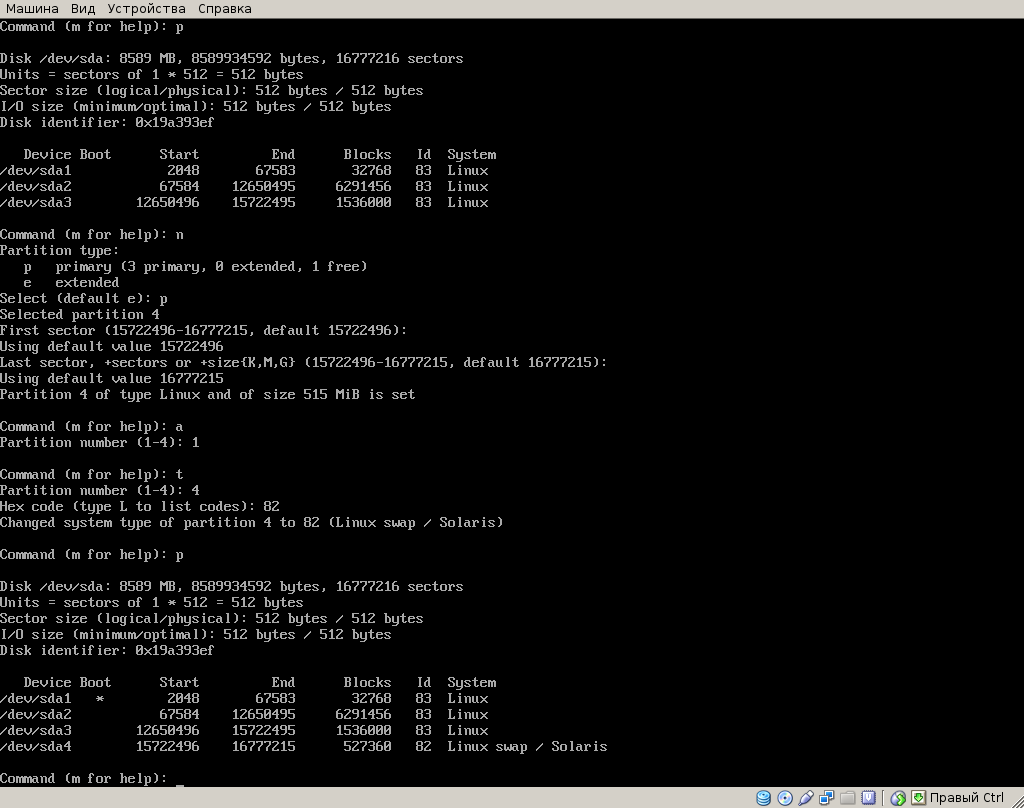 Машина Вид Устройства Справка
Command (m for help): p
Disk /dev/sda: 8589 MB, 8589934592 bytes, 16777216 sectors
Units = sectors of 1 * 512 = 512 bytes
Sector size (logical/physical): 512 bytes / 512 bytes
I/O size (minimum/optimal): 512 bytes / 512 bytes
Disk identifier: 0x19a393ef
Device Boot Start End Blocks Id System
/dev/sda1 2048 67583 32768 83 Linux
/dev/sda2 67584 12650495 6291456 83 Linux
/dev/sda3 12650496 15722495 1536000 83 Linux
Command (m for help): n
Partition type:
p primary (3 primary, 0 extended, 1 free)
e extended
Select (default e): p
Selected partition 4
First sector (15722496-16777215, default 15722496):
Using default value 15722496
Last sector, +sectors or +size{K,M,G} (15722496-16777215, default 16777215):
Using default value 16777215
Partition 4 of type Linux and of size 515 MiB is set
Command (m for help): a
Partition number (1-4): 1
Command (m for help): t
Partition number (1-4): 4
Hex code (type L to list codes): 82
Changed system type of partition 4 to 82 (Linux swap / Solaris)
Command (m for help): p
Disk /dev/sda: 8589 MB, 8589934592 bytes, 16777216 sectors
Units = sectors of 1 * 512 = 512 bytes
Sector size (logical/physical): 512 bytes / 512 bytes
I/O size (minimum/optimal): 512 bytes / 512 bytes
Disk identifier: 0x19a393ef
Device Boot Start End Blocks Id System
/dev/sda1 * 2048 67583 32768 83 Linux
/dev/sda2 67584 12650495 6291456 83 Linux
/dev/sda3 12650496 15722495 1536000 83 Linux
/dev/sda4 15722496 16777215 527360 82 Linux swap / Solaris
Command (m for help): _
Правый Ctrl